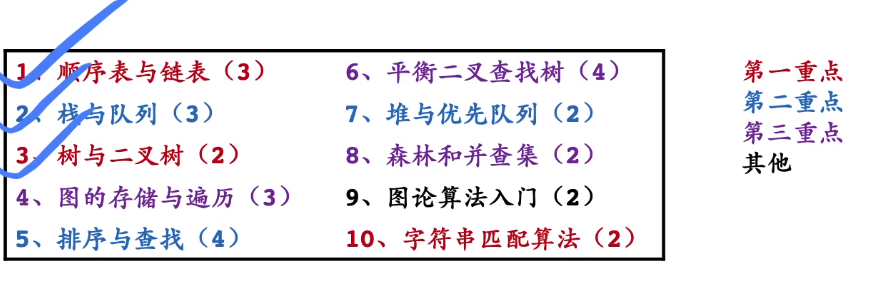 1、顺序表与链表（3）
2、栈与队列（3）
3、树与二叉树（2）
4、图的存储与遍历（3）
5、排序与查找（4）
6、平衡二叉查找树（4）
7、堆与优先队列（2）
8、森林和并查集（2）
9、图论算法入门（2）
10、字符串匹配算法（2）
第一重点
第二重点
第三重点
其他